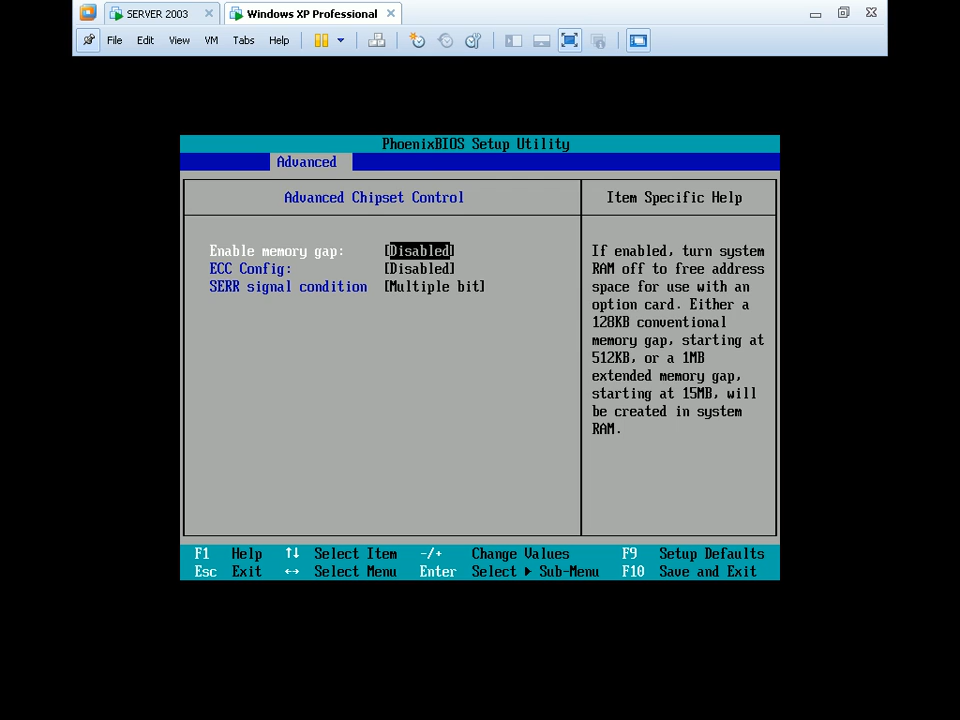 SERVER 2003
Windows XP Professional
File Edit View VM Tabs Help
PhoenixBIOS Setup Utility
Advanced
Advanced Chipset Control
Enable memory gap: [Disabled]
ECC Config: [Disabled]
SERR signal condition [Multiple bit]
Item Specific Help
If enabled, turn system
RAM off to free address
space for use with an
option card. Either a
128KB conventional
memory gap, starting at
512KB, or a 1MB
extended memory gap,
starting at 15MB, will
be created in system
RAM.
F1 Help ↑↓ Select Item -/+ Change Values F9 Setup Defaults
Esc Exit ↔ Select Menu Enter Select ▶ Sub-Menu F10 Save and Exit